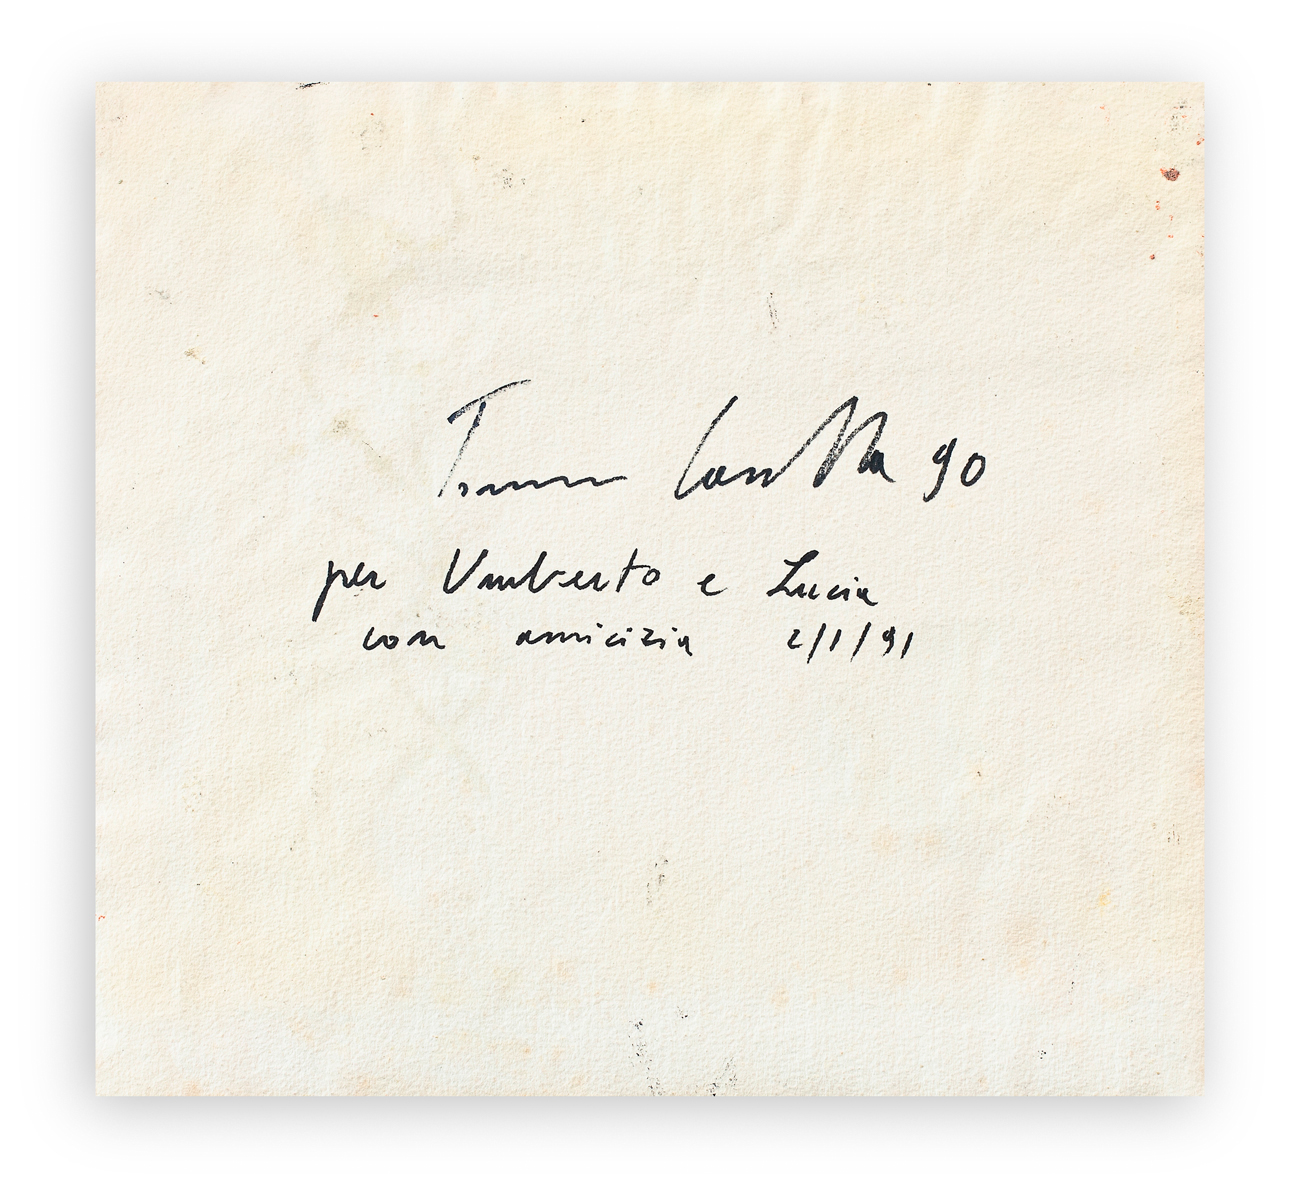 90
per Umberto e Lucia
con amicizia 2/1/91